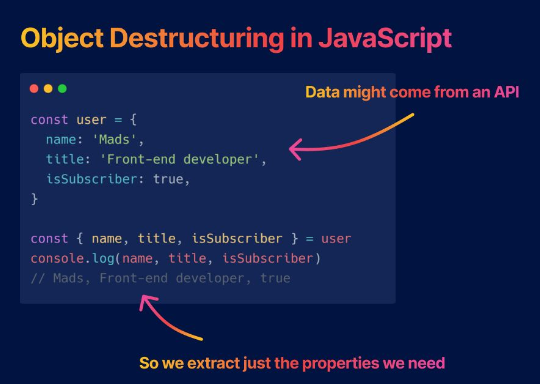 Object Destructuring in JavaScript
Data might come from an API
const user = {
  name: 'Mads',
  title: 'Front-end developer',
  isSubscriber: true,
}
const { name, title, isSubscriber } = user
console.log(name, title, isSubscriber)
// Mads, Front-end developer, true
So we extract just the properties we need